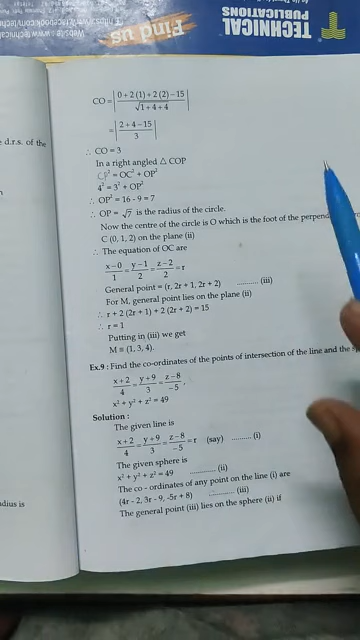 TECHNICAL
PUBLICATIONS
Find us
e d.r.s. of the
adius is
CO = |0 + 2 (1) + 2 (2) – 15 / √1 + 4 + 4|
= |2 + 4 – 15 / 3|
∴ CO = 3
In a right angled △ COP
CP² = OC² + OP²
4² = 3² + OP²
∴ OP² = 16 - 9 = 7
∴ OP = √7 is the radius of the circle.
Now the centre of the circle is O which is the foot of the
C (0, 1, 2) on the plane (ii)
∴ The equation of OC are
x–0 / 1 = y–1 / 2 = z–2 / 2 = r
General point = (r, 2r + 1, 2r + 2) .......... (iii)
For M, general point lies on the plane (ii)
∴ r + 2 (2r + 1) + 2 (2r + 2) = 15
∴ r = 1
Putting in (iii) we get
M ≡ (1, 3, 4).
Ex.9 : Find the co-ordinates of the points of intersection of the line and the
x+2 / 4 = y+9 / 3 = z–8 / –5 ,
x² + y² + z² = 49
Solution :
The given line is
x+2 / 4 = y+9 / 3 = z–8 / –5 = r (say) .......... (i)
The given sphere is
x² + y² + z² = 49 .......... (ii)
The co - ordinates of any point on the line (i) are
(4r – 2, 3r – 9, -5r + 8) .......... (iii)
The general point (iii) lies on the sphere (ii) if